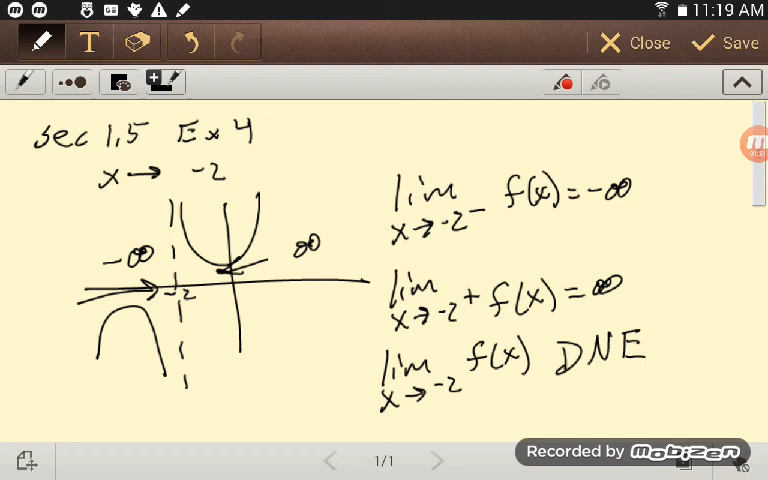 11:19 AM
GE
T
Close
Save
sec 1.5 Ex 4
x → -2
lim x→-2⁻ f(x) = -∞
-∞
∞
-2
lim x→-2⁺ f(x) = ∞
lim x→-2 f(x) DNE
1/1
Recorded by
mobizen